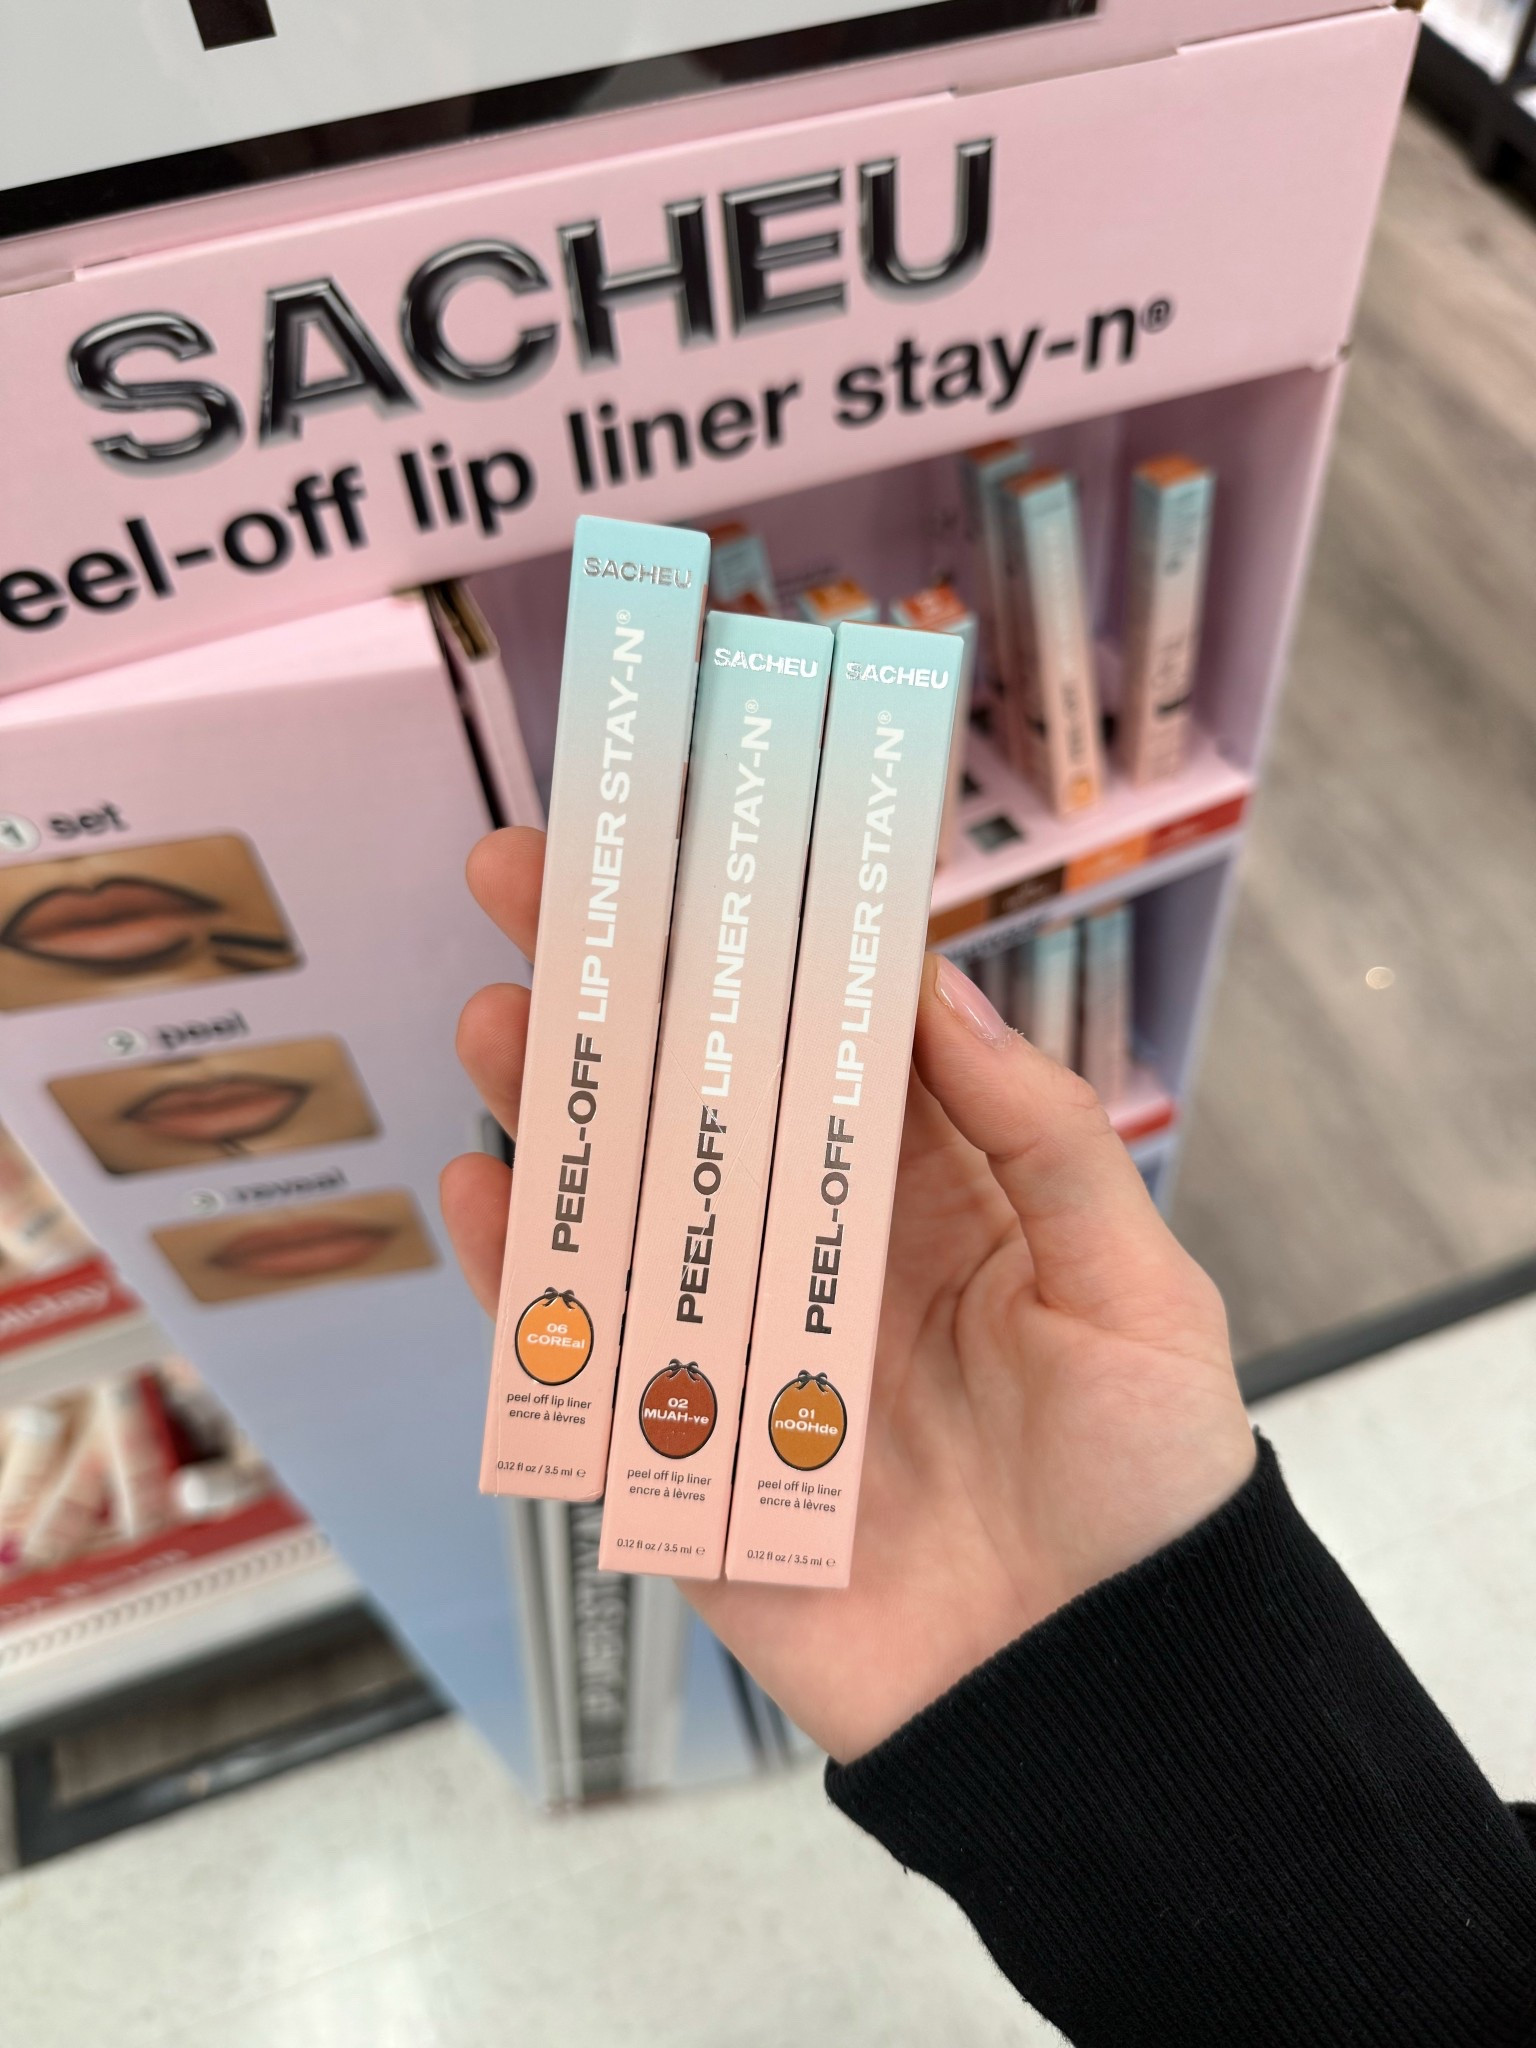 SACHEU
eel-off lip liner stay-n®
1 set
2 peel
3 reveal
SACHEU
PEEL-OFF LIP LINER STAY-N®
06
COREal
peel off lip liner
encre à lèvres
0.12 fl oz / 3.5 ml ℮
SACHEU
PEEL-OFF LIP LINER STAY-N®
02
MUAH-ve
peel off lip liner
encre à lèvres
0.12 fl oz / 3.5 ml ℮
SACHEU
PEEL-OFF LIP LINER STAY-N®
01
nOOHde
peel off lip liner
encre à lèvres
0.12 fl oz / 3.5 ml ℮